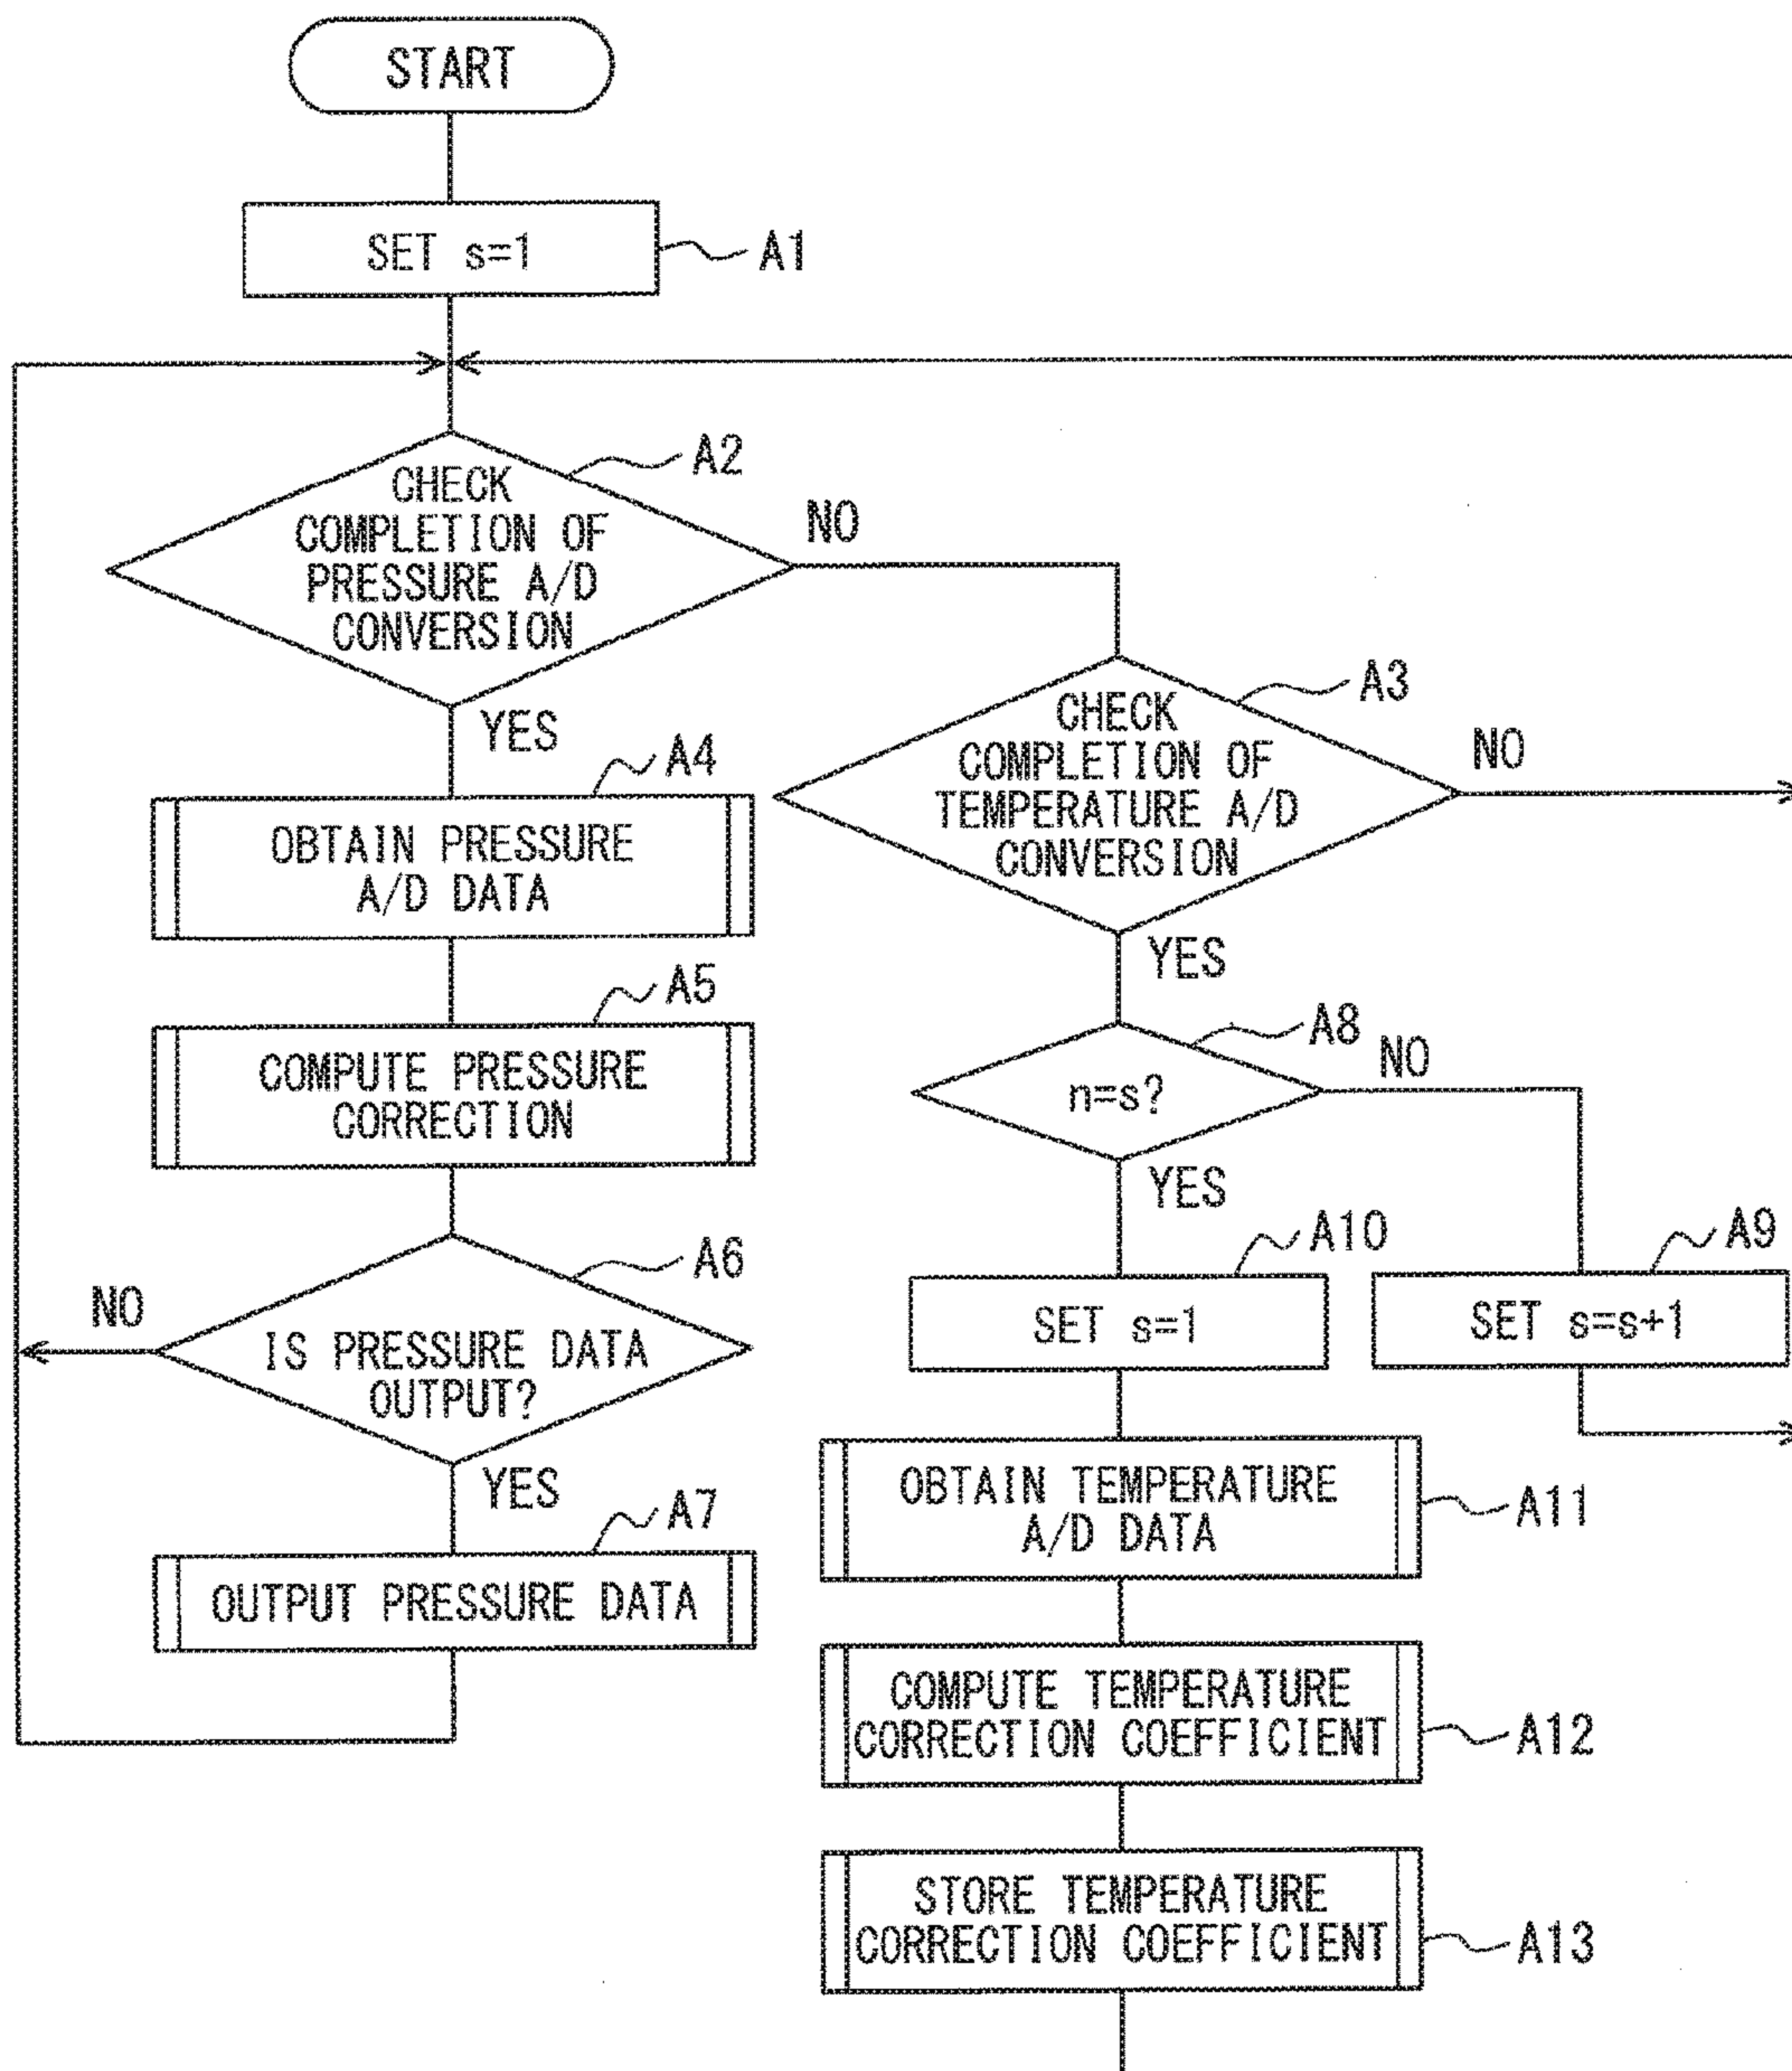 START
SET s=1
A1
A2
CHECK
COMPLETION OF
PRESSURE A/D
CONVERSION
NO
YES
A4
OBTAIN PRESSURE
A/D DATA
A5
COMPUTE PRESSURE
CORRECTION
A6
NO
IS PRESSURE DATA
OUTPUT?
YES
A7
OUTPUT PRESSURE DATA
A3
CHECK
COMPLETION OF
TEMPERATURE A/D
CONVERSION
NO
YES
A8
n=s?
NO
YES
A10
SET s=1
A9
SET s=s+1
OBTAIN TEMPERATURE
A/D DATA
A11
COMPUTE TEMPERATURE
CORRECTION COEFFICIENT
A12
STORE TEMPERATURE
CORRECTION COEFFICIENT
A13